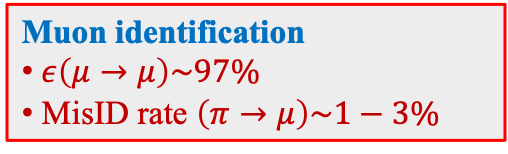 Muon identification
• ϵ(μ → μ)~97%
• MisID rate (π → μ)~1 − 3%